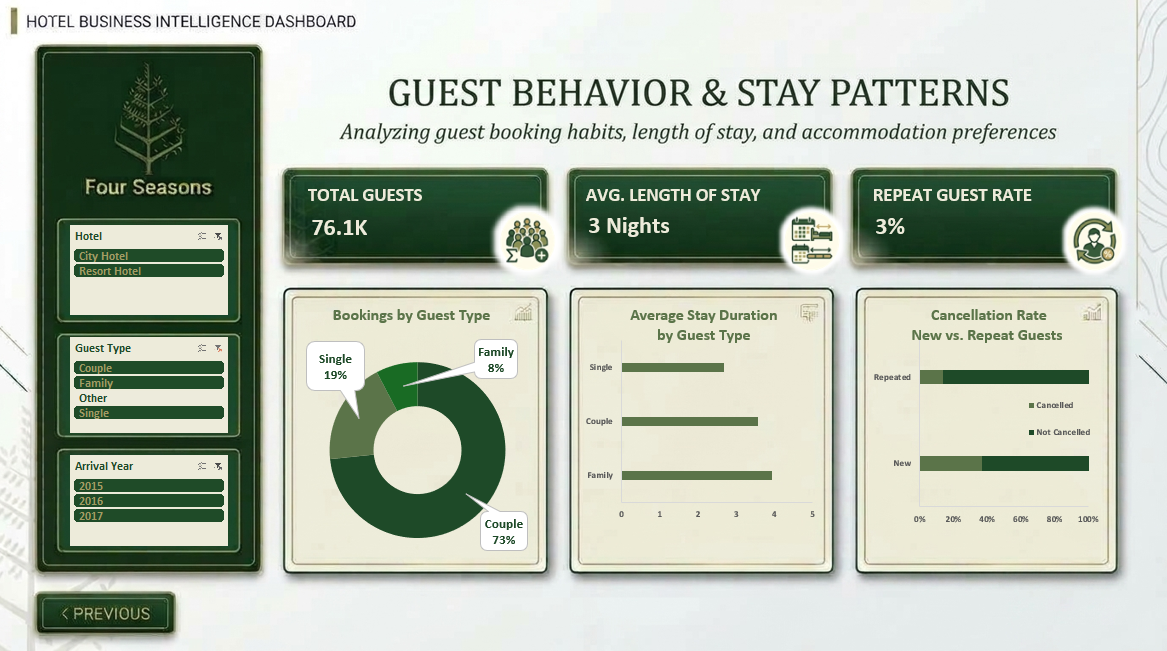 HOTEL BUSINESS INTELLIGENCE DASHBOARD
Four Seasons
Hotel
City Hotel
Resort Hotel
Guest Type
Couple
Family
Other
Single
Arrival Year
2015
2016
2017
< PREVIOUS
GUEST BEHAVIOR & STAY PATTERNS
Analyzing guest booking habits, length of stay, and accommodation preferences
TOTAL GUESTS
76.1K
AVG. LENGTH OF STAY
3 Nights
REPEAT GUEST RATE
3%
Bookings by Guest Type
Single
19%
Family
8%
Couple
73%
Average Stay Duration
by Guest Type
Single
Couple
Family
0 1 2 3 4 5
Cancellation Rate
New vs. Repeat Guests
Repeated
Cancelled
Not Cancelled
New
0% 20% 40% 60% 80% 100%